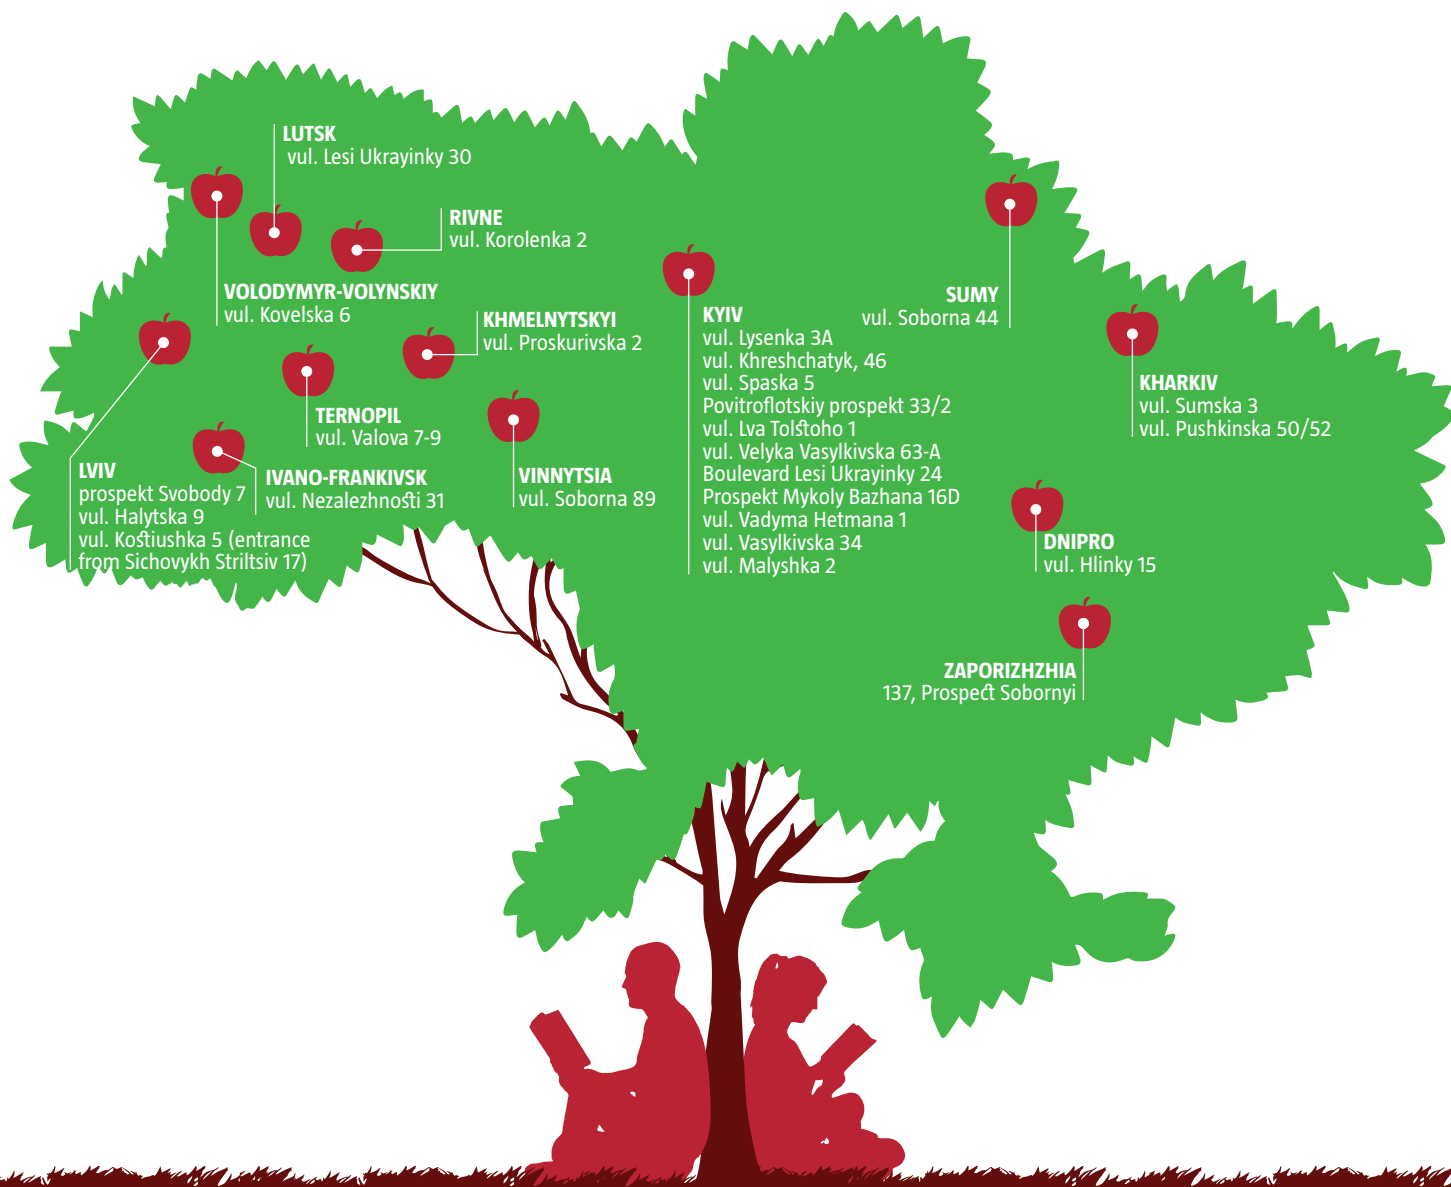 LUTSK
vul. Lesi Ukrayinky 30
RIVNE
vul. Korolenka 2
VOLODYMYR-VOLYNSKIY
vul. Kovelska 6
KHMELNYTSKYI
vul. Proskurivska 2
TERNOPIL
vul. Valova 7-9
LVIV
prospekt Svobody 7
vul. Halytska 9
vul. Kostiushka 5 (entrance
from Sichovykh Striltsiv 17)
IVANO-FRANKIVSK
vul. Nezalezhnosti 31
VINNYTSIA
vul. Soborna 89
KYIV
vul. Lysenka 3A
vul. Khreshchatyk, 46
vul. Spaska 5
Povitroflotskiy prospekt 33/2
vul. Lva Tolstoho 1
vul. Velyka Vasylkivska 63-A
Boulevard Lesi Ukrayinky 24
Prospekt Mykoly Bazhana 16D
vul. Vadyma Hetmana 1
vul. Vasylkivska 34
vul. Malyshka 2
SUMY
vul. Soborna 44
KHARKIV
vul. Sumska 3
vul. Pushkinska 50/52
DNIPRO
vul. Hlinky 15
ZAPORIZHZHIA
137, Prospect Sobornyi